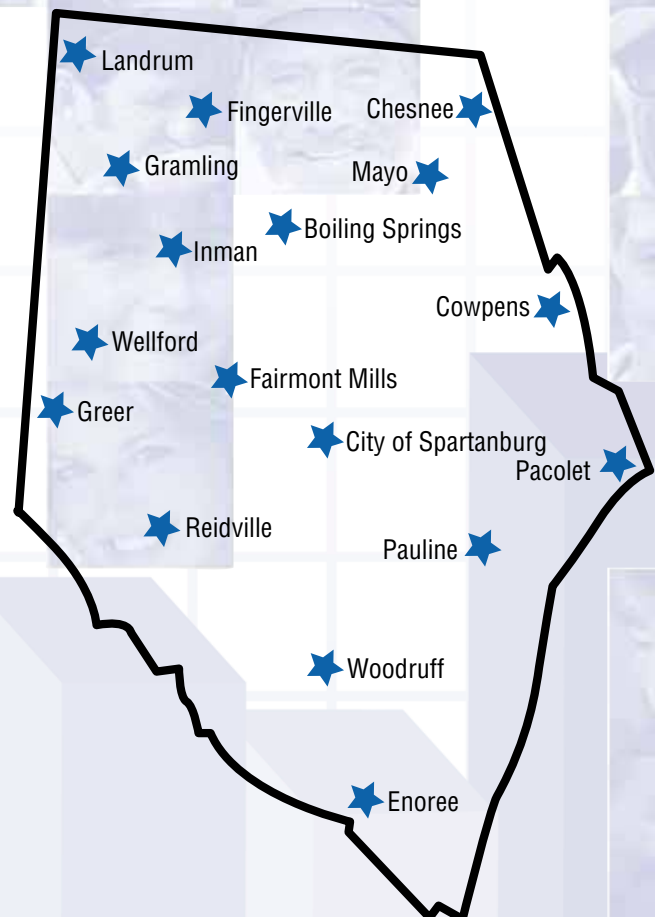 Landrum
Fingerville
Chesnee
Gramling
Mayo
Boiling Springs
Inman
Cowpens
Wellford
Fairmont Mills
Greer
City of Spartanburg
Pacolet
Reidville
Pauline
Woodruff
Enoree